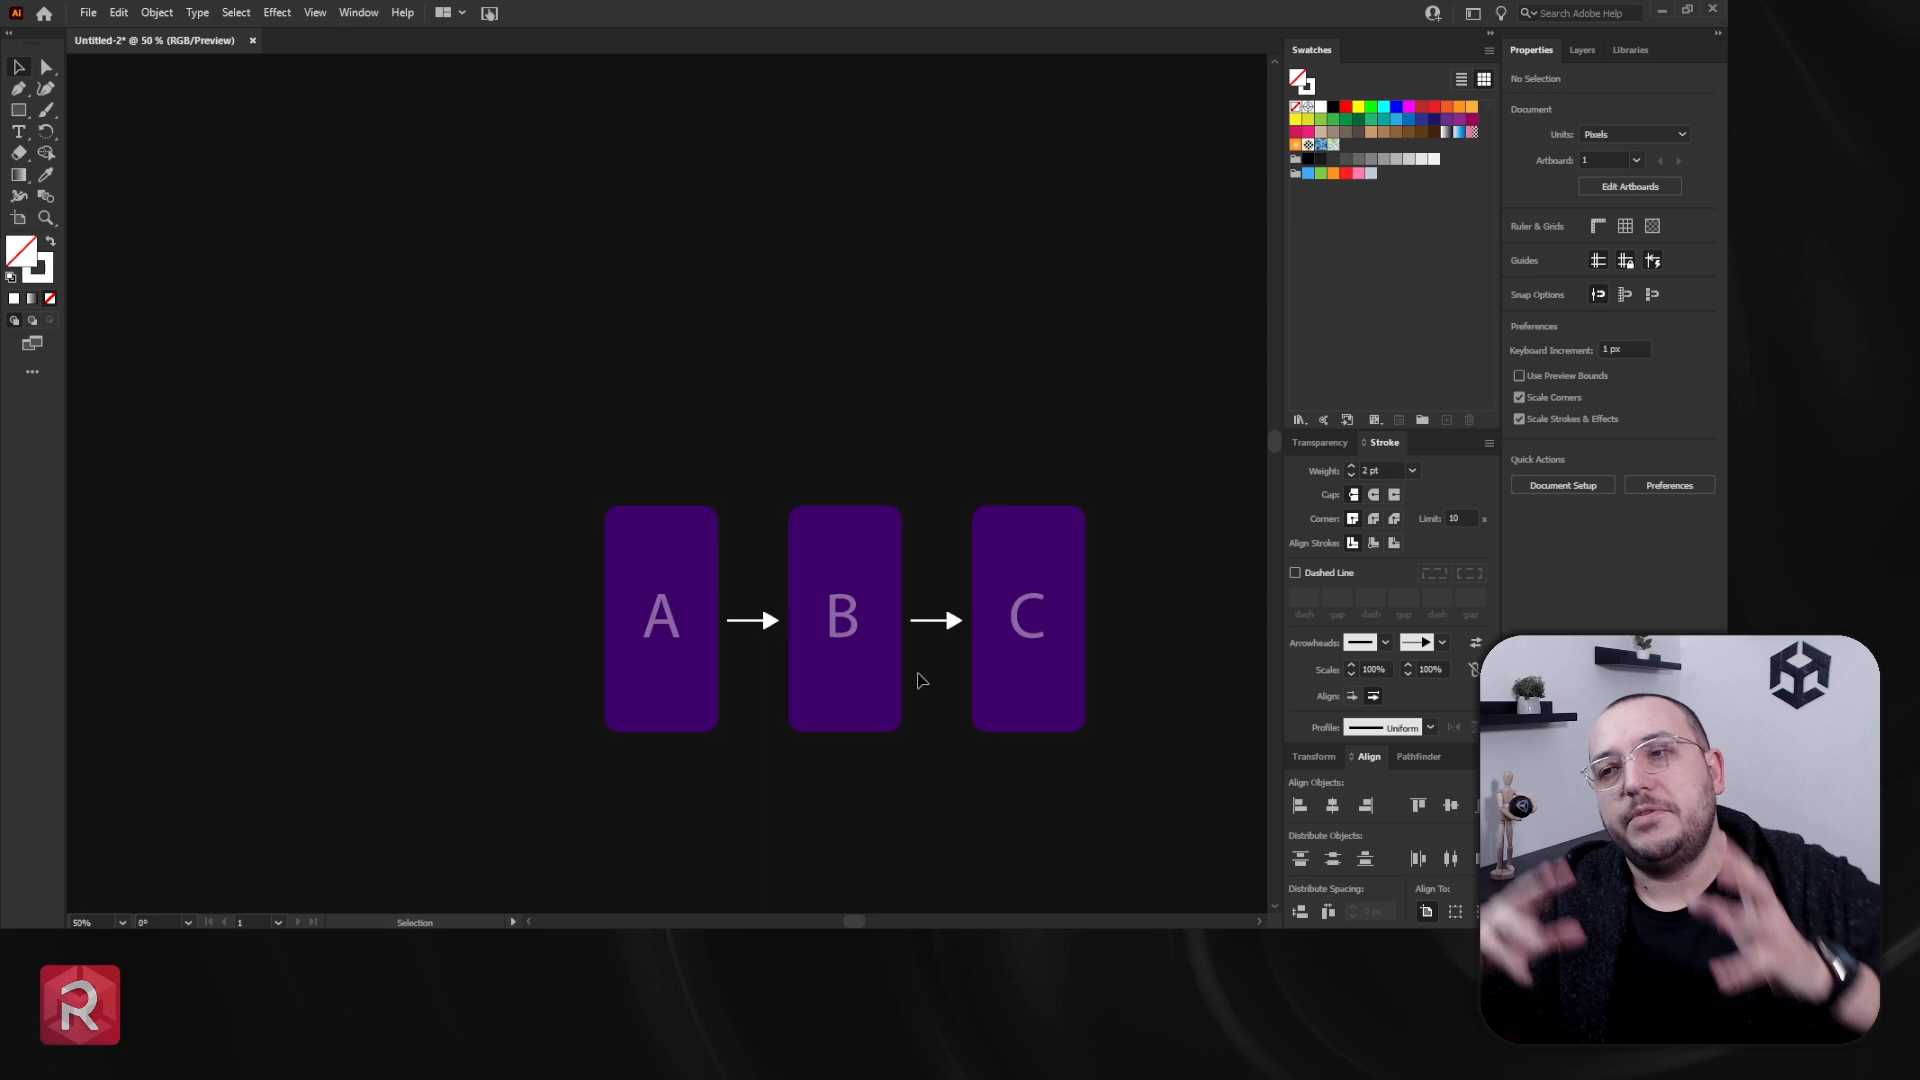 Ai File Edit Object Type Select Effect View Window Help
Search Adobe Help
Untitled-2* @ 50 % (RGB/Preview)
Swatches
Properties Layers Libraries
No Selection
Document
Units: Pixels
Artboard: 1
Edit Artboards
Ruler & Grids
Guides
Snap Options
Preferences
Keyboard Increment: 1 px
Use Preview Bounds
Scale Corners
Scale Strokes & Effects
Quick Actions
Document Setup Preferences
Transparency Stroke
Weight: 2 pt
Cap:
Corner: Limit: 10 x
Align Stroke:
Dashed Line
dash gap dash gap dash gap
Arrowheads:
Scale: 100% 100%
Align:
Profile: Uniform
Transform Align Pathfinder
Align Objects:
Distribute Objects:
Distribute Spacing: Align To:
0 px
A B C
50% 0° 1 Selection
R